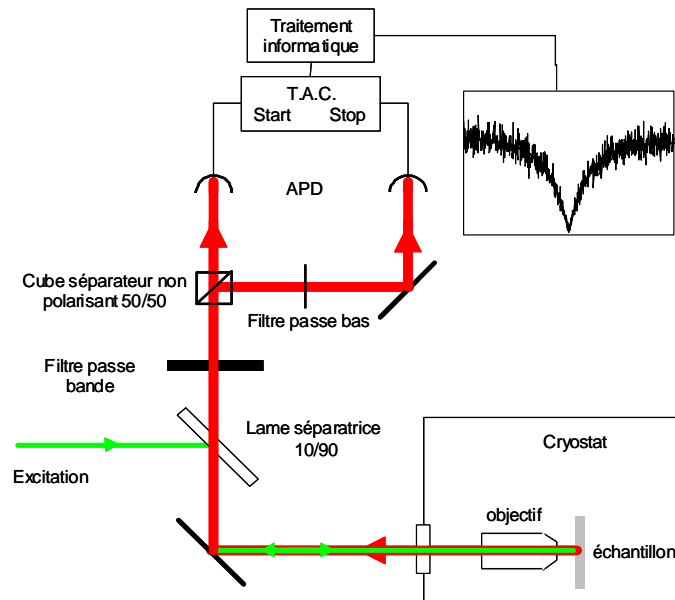 Traitement
informatique
T.A.C.
Start Stop
APD
Cube séparateur non
polarisant 50/50
Filtre passe bas
Filtre passe
bande
Lame séparatrice
10/90
Cryostat
Excitation
objectif
échantillon